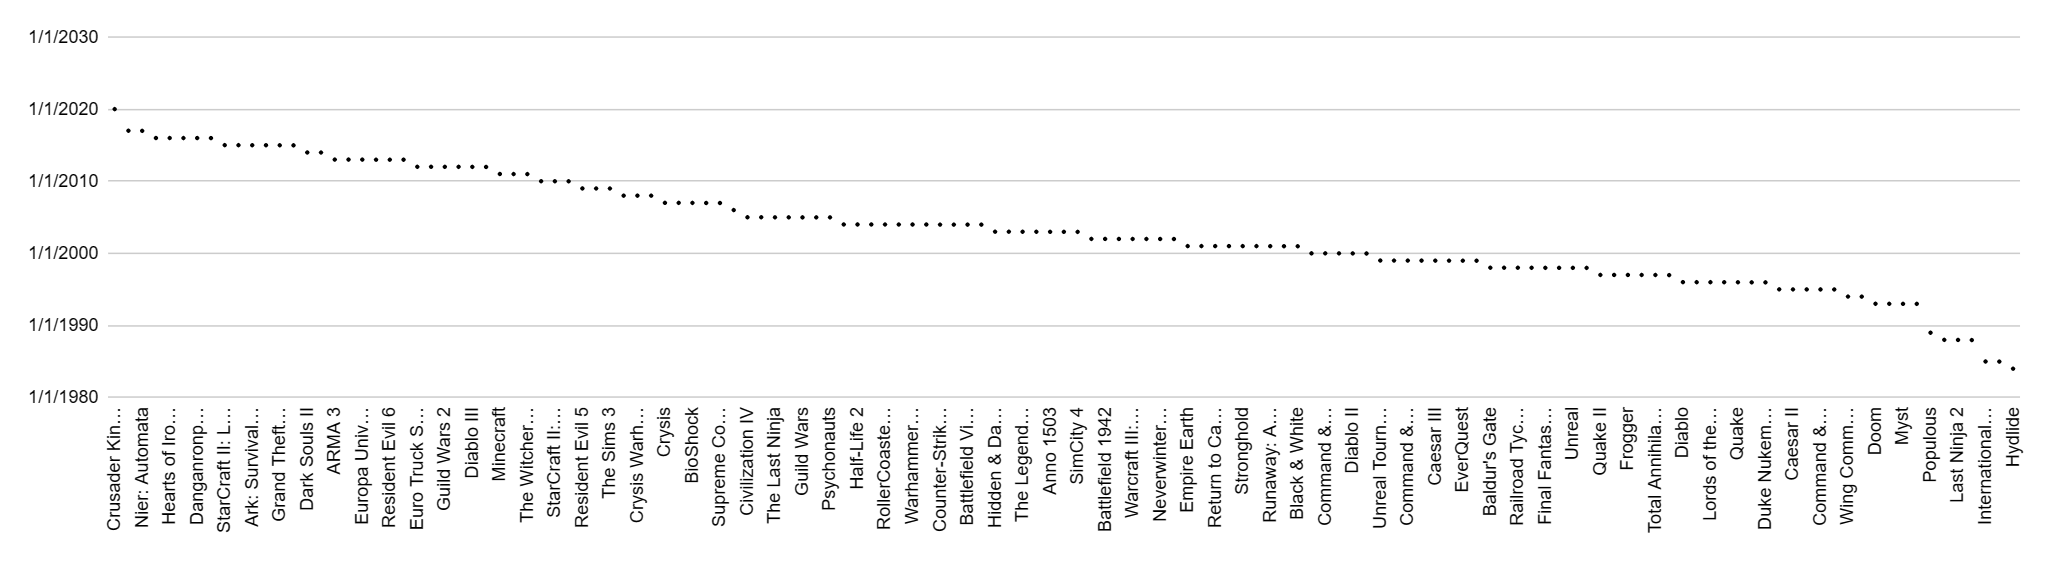 1/1/2030
1/1/2020
1/1/2010
1/1/2000
1/1/1990
1/1/1980
Crusader Kin…
Nier: Automata
Hearts of Iro…
Danganronp…
StarCraft II: L…
Ark: Survival…
Grand Theft…
Dark Souls II
ARMA 3
Europa Univ…
Resident Evil 6
Euro Truck S…
Guild Wars 2
Diablo III
Minecraft
The Witcher…
StarCraft II:…
Resident Evil 5
The Sims 3
Crysis Warh…
Crysis
BioShock
Supreme Co…
Civilization IV
The Last Ninja
Guild Wars
Psychonauts
Half-Life 2
RollerCoaste…
Warhammer…
Counter-Strik…
Battlefield Vi…
Hidden & Da…
The Legend…
Anno 1503
SimCity 4
Battlefield 1942
Warcraft III:…
Neverwinter…
Empire Earth
Return to Ca…
Stronghold
Runaway: A…
Black & White
Command &…
Diablo II
Unreal Tourn…
Command &…
Caesar III
EverQuest
Baldur's Gate
Railroad Tyc…
Final Fantas…
Unreal
Quake II
Frogger
Total Annihila…
Diablo
Lords of the…
Quake
Duke Nukem…
Caesar II
Command &…
Wing Comm…
Doom
Myst
Populous
Last Ninja 2
International…
Hydlide